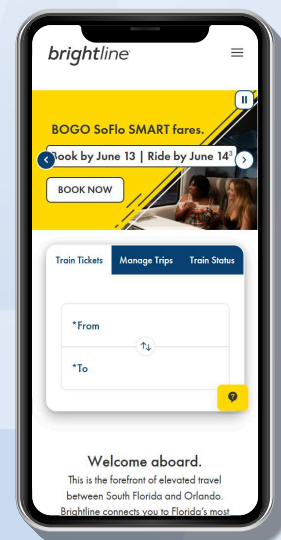 brightline
BOGO SoFlo SMART fares.
Book by June 13 | Ride by June 14³
BOOK NOW
Train Tickets Manage Trips Train Status
*From
*To
Welcome aboard.
This is the forefront of elevated travel
between South Florida and Orlando.
Brightline connects you to Florida's most